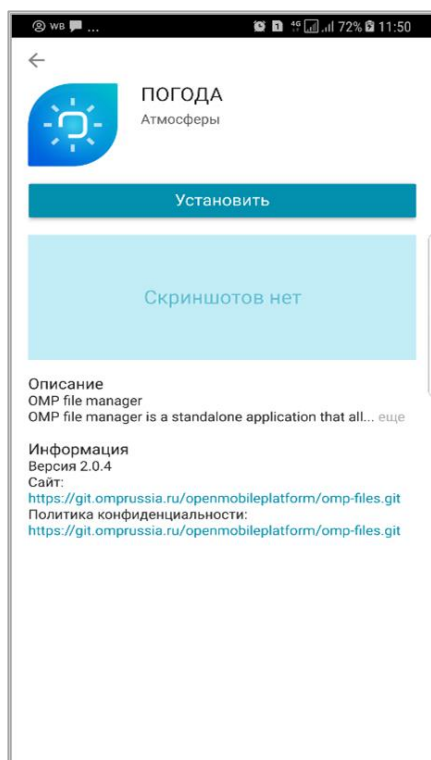 WB ... 1 4G 72% 11:50
ПОГОДА
Атмосферы
Установить
Скриншотов нет
Описание
OMP file manager
OMP file manager is a standalone application that all... еще
Информация
Версия 2.0.4
Сайт:
https://git.omprussia.ru/openmobileplatform/omp-files.git
Политика конфиденциальности:
https://git.omprussia.ru/openmobileplatform/omp-files.git